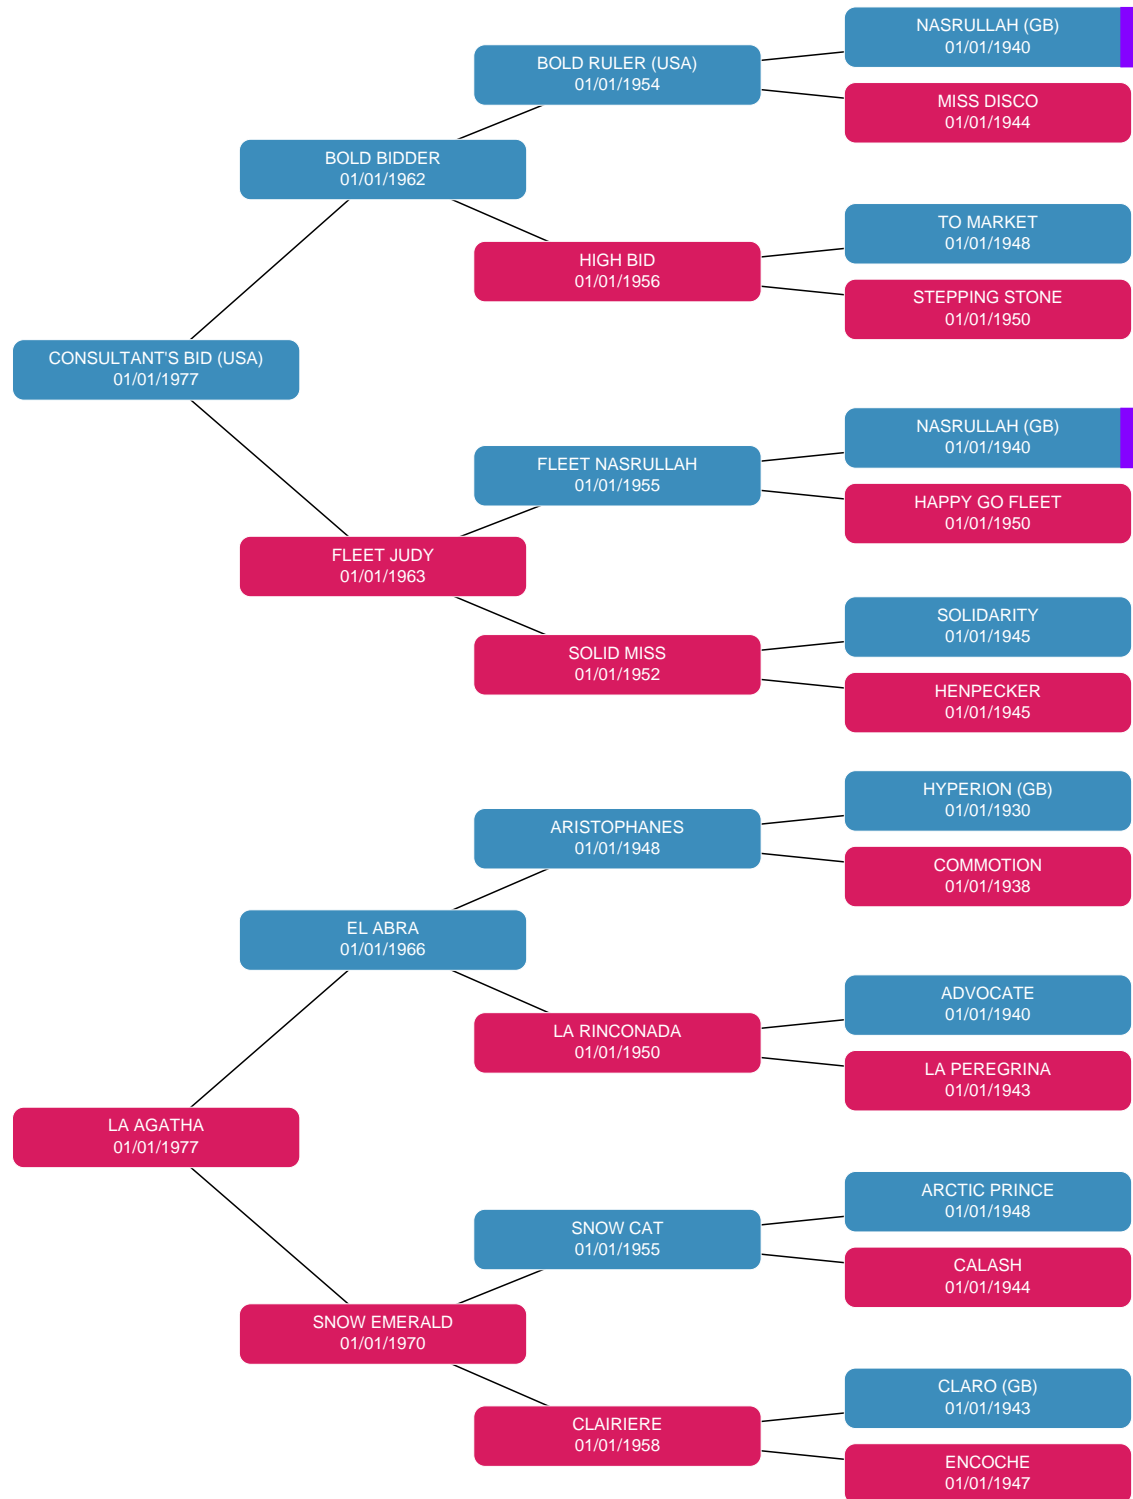 NASRULLAH (GB)
01/01/1940
BOLD RULER (USA)
01/01/1954
MISS DISCO
01/01/1944
BOLD BIDDER
01/01/1962
TO MARKET
01/01/1948
HIGH BID
01/01/1956
STEPPING STONE
01/01/1950
CONSULTANT'S BID (USA)
01/01/1977
NASRULLAH (GB)
01/01/1940
FLEET NASRULLAH
01/01/1955
HAPPY GO FLEET
01/01/1950
FLEET JUDY
01/01/1963
SOLIDARITY
01/01/1945
SOLID MISS
01/01/1952
HENPECKER
01/01/1945
HYPERION (GB)
01/01/1930
ARISTOPHANES
01/01/1948
COMMOTION
01/01/1938
EL ABRA
01/01/1966
ADVOCATE
01/01/1940
LA RINCONADA
01/01/1950
LA PEREGRINA
01/01/1943
LA AGATHA
01/01/1977
ARCTIC PRINCE
01/01/1948
SNOW CAT
01/01/1955
CALASH
01/01/1944
SNOW EMERALD
01/01/1970
CLARO (GB)
01/01/1943
CLAIRIERE
01/01/1958
ENCOCHE
01/01/1947